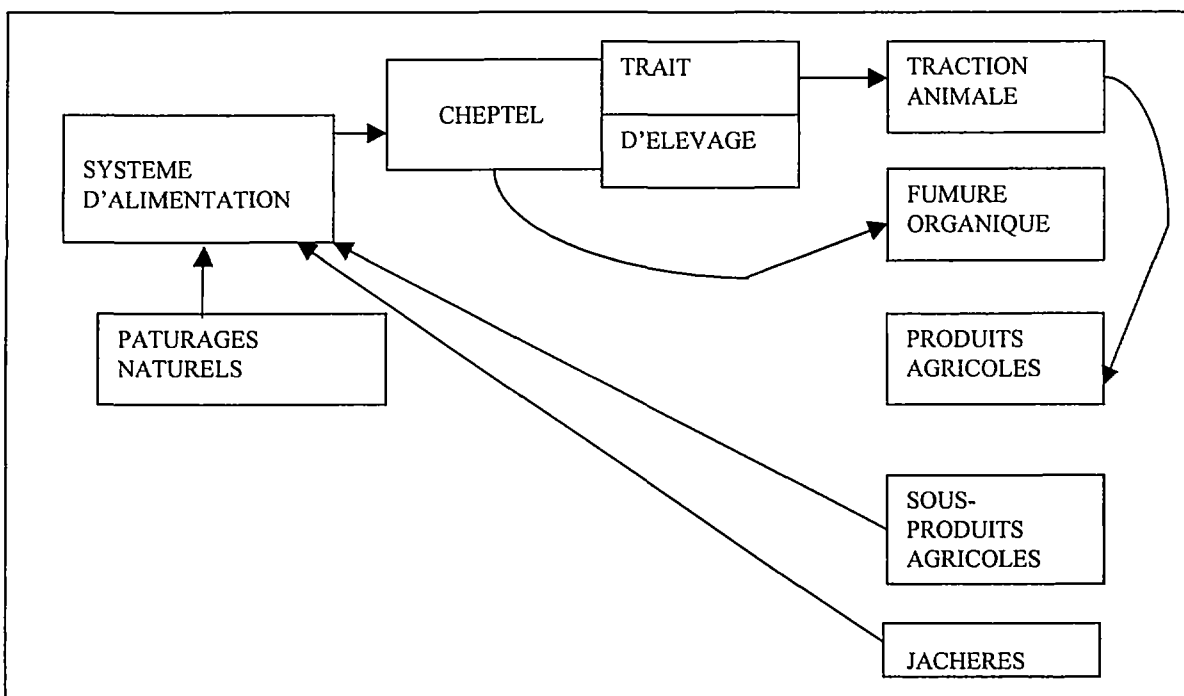 TRAIT
TRACTION
ANIMALE
CHEPTEL
D'ELEVAGE
SYSTEME
D'ALIMENTATION
FUMURE
ORGANIQUE
PATURAGES
NATURELS
PRODUITS
AGRICOLES
SOUS-
PRODUITS
AGRICOLES
JACHERES